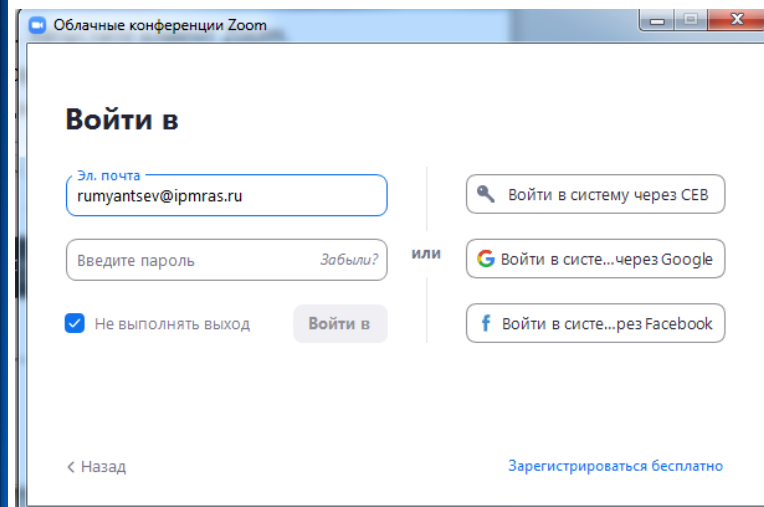 Облачные конференции Zoom
Войти в
Эл. почта
rumyantsev@ipmras.ru
Введите пароль
Забыли?
Не выполнять выход
Войти в
или
Войти в систему через СЕВ
Войти в систе...через Google
Войти в систе...рез Facebook
Назад
Зарегистрироваться бесплатно